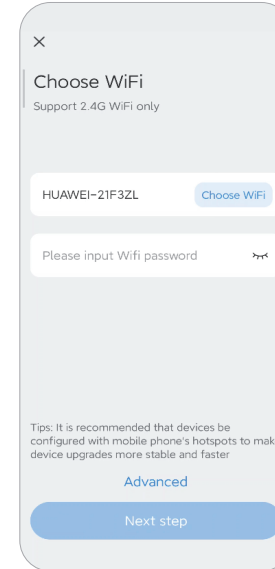 Choose WiFi
Support 2.4G WiFi only
HUAWEI-21F3ZL
Choose WiFi
Please input Wifi password
Tips: It is recommended that devices be
configured with mobile phone's hotspots to mak
device upgrades more stable and faster
Advanced
Next step